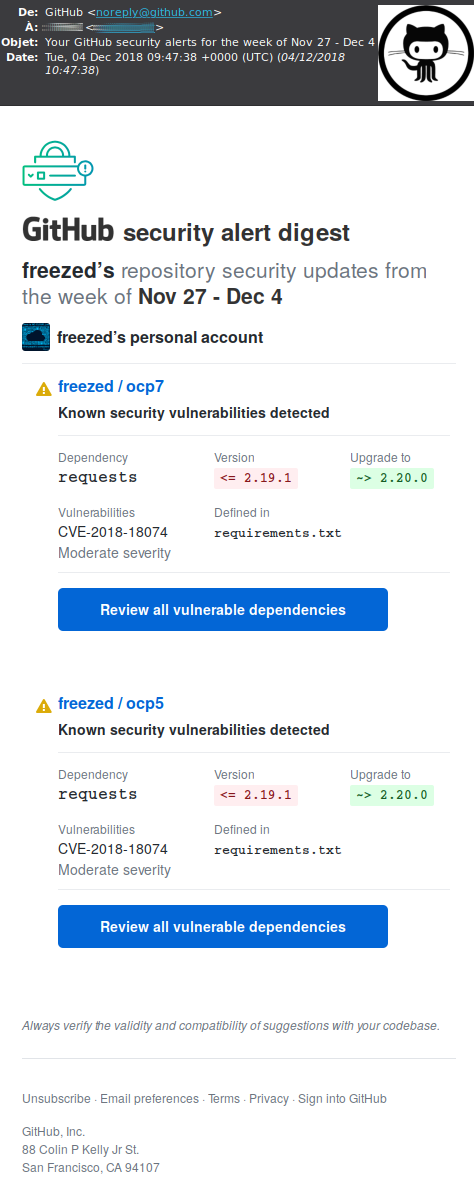 De: GitHub <noreply@github.com>
À: < >
Objet: Your GitHub security alerts for the week of Nov 27 - Dec 4
Date: Tue, 04 Dec 2018 09:47:38 +0000 (UTC) (04/12/2018
10:47:38)
GitHub security alert digest
freezed's repository security updates from
the week of Nov 27 - Dec 4
freezed's personal account
freezed / ocp7
Known security vulnerabilities detected
Dependency Version Upgrade to
requests <= 2.19.1 ~> 2.20.0
Vulnerabilities Defined in
CVE-2018-18074 requirements.txt
Moderate severity
Review all vulnerable dependencies
freezed / ocp5
Known security vulnerabilities detected
Dependency Version Upgrade to
requests <= 2.19.1 ~> 2.20.0
Vulnerabilities Defined in
CVE-2018-18074 requirements.txt
Moderate severity
Review all vulnerable dependencies
Always verify the validity and compatibility of suggestions with your codebase.
Unsubscribe · Email preferences · Terms · Privacy · Sign into GitHub
GitHub, Inc.
88 Colin P Kelly Jr St.
San Francisco, CA 94107